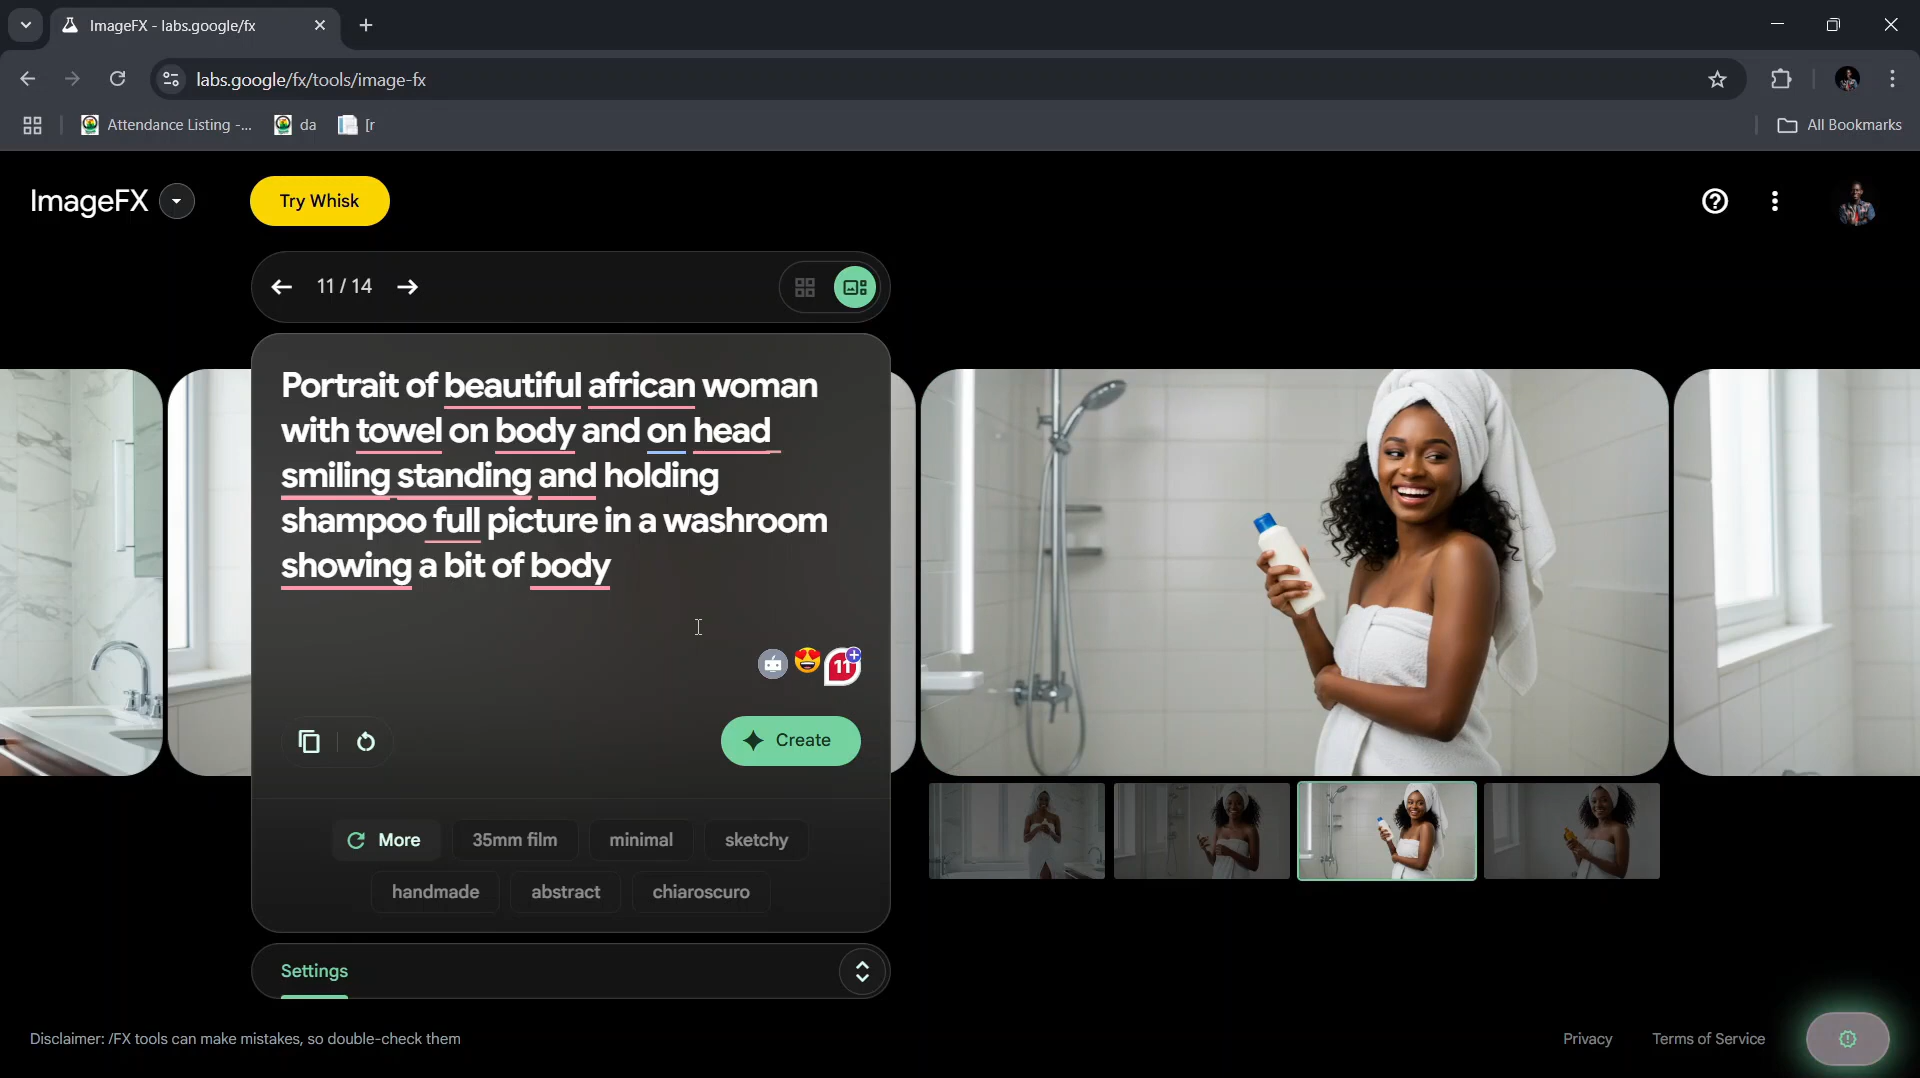 ImageFX - labs.google/fx
labs.google/fx/tools/image-fx
Attendance Listing -...
da
[r
All Bookmarks
ImageFX
Try Whisk
11 / 14
Portrait of beautiful african woman
with towel on body and on head
smiling standing and holding
shampoo full picture in a washroom
showing a bit of body
11
Create
More
35mm film
minimal
sketchy
handmade
abstract
chiaroscuro
Settings
Disclaimer: /FX tools can make mistakes, so double-check them
Privacy
Terms of Service